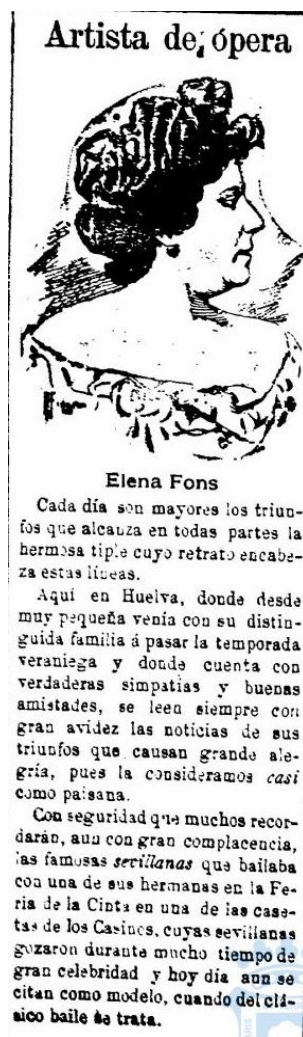 Artista de ópera
Elena Fons
Cada día son mayores los triun-
fos que alcanza en todas partes la
hermosa tiple cuyo retrato encabe-
za estas líneas.
Aquí en Huelva, donde desde
muy pequeña venía con su distin-
guida familia á pasar la temporada
veraniega y donde cuenta con
verdaderas simpatías y buenas
amistades, se leen siempre con
gran avidez las noticias de sus
triunfos que causan grande ale-
gría, pues la consideramos casi
como paisana.
Con seguridad que muchos recor-
darán, aun con gran complacencia,
las famosas sevillanas que bailaba
con una de sus hermanas en la Fe-
ria de la Cinta en una de las case-
tas de los Casinos, cuyas sevillanas
gozaron durante mucho tiempo de
gran celebridad y hoy día aun se
citan como modelo, cuando del clá-
sico baile se trata.